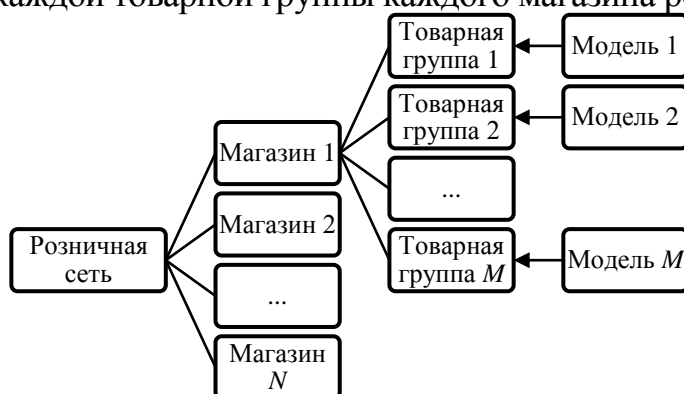 каждой товарной группы каждого магазина р
Товарная
группа 1
Модель 1
Товарная
группа 2
Модель 2
Магазин 1
...
Магазин 2
Розничная
сеть
Товарная
группа M
Модель M
...
Магазин
N